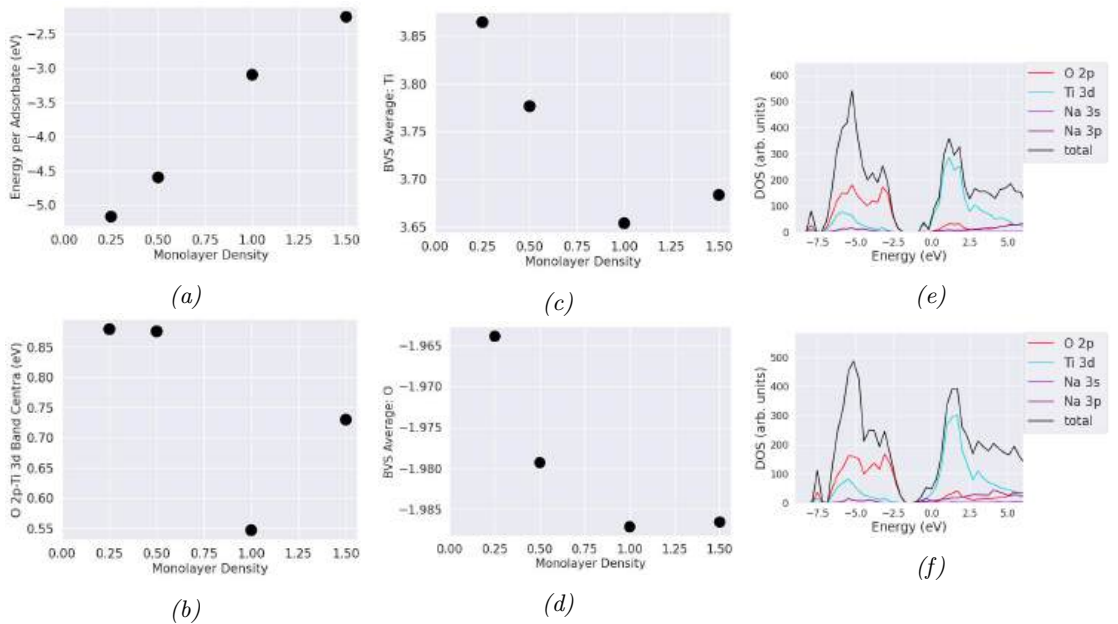 Energy per Adsorbate (eV)
−2.5
−3.0
−3.5
−4.0
−4.5
−5.0
0.00 0.25 0.50 0.75 1.00 1.25 1.50
Monolayer Density
(a)
O 2p-Ti 3d Band Centra (eV)
0.85
0.80
0.75
0.70
0.65
0.60
0.55
0.00 0.25 0.50 0.75 1.00 1.25 1.50
Monolayer Density
(b)
BVS Average: Ti
3.85
3.80
3.75
3.70
3.65
0.00 0.25 0.50 0.75 1.00 1.25 1.50
Monolayer Density
(c)
BVS Average: O
−1.965
−1.970
−1.975
−1.980
−1.985
0.00 0.25 0.50 0.75 1.00 1.25 1.50
Monolayer Density
(d)
DOS (arb. units)
600
500
400
300
200
100
0
−7.5 −5.0 −2.5 0.0 2.5 5.0
Energy (eV)
O 2p
Ti 3d
Na 3s
Na 3p
total
(e)
DOS (arb. units)
500
400
300
200
100
0
−7.5 −5.0 −2.5 0.0 2.5 5.0
Energy (eV)
O 2p
Ti 3d
Na 3s
Na 3p
total
(f)